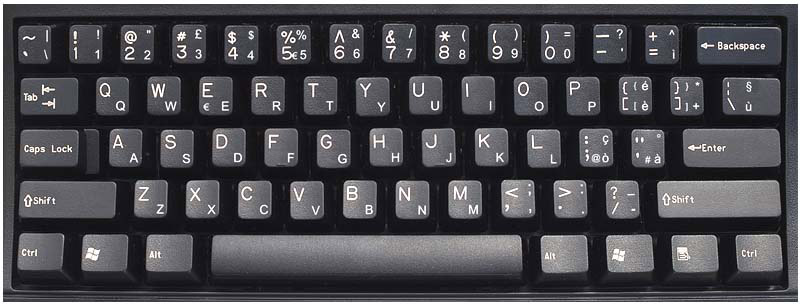 ~ | ! ! @ " # £ $ $ % % ^ & & / * ( ( ) ) = _ ? + ^ ← Backspace
` \ 1 1 2 2 3 3 4 4 5 € 5 6 6 7 7 8 8 9 9 0 0 - ' = ì
Tab Q W E R T Y U I O P { { é } } * ¦ §
Q W € E R T Y U I O P [ [ è ] ] + \ ù
Caps Lock A S D F G H J K L : ç " ° ↵Enter
A S D F G H J K L ; @ ò ' # à
⇧Shift Z X C V B N M < ; > : ? _ ⇧Shift
Z X C V B N M , , . . / -
Ctrl Alt Alt Ctrl